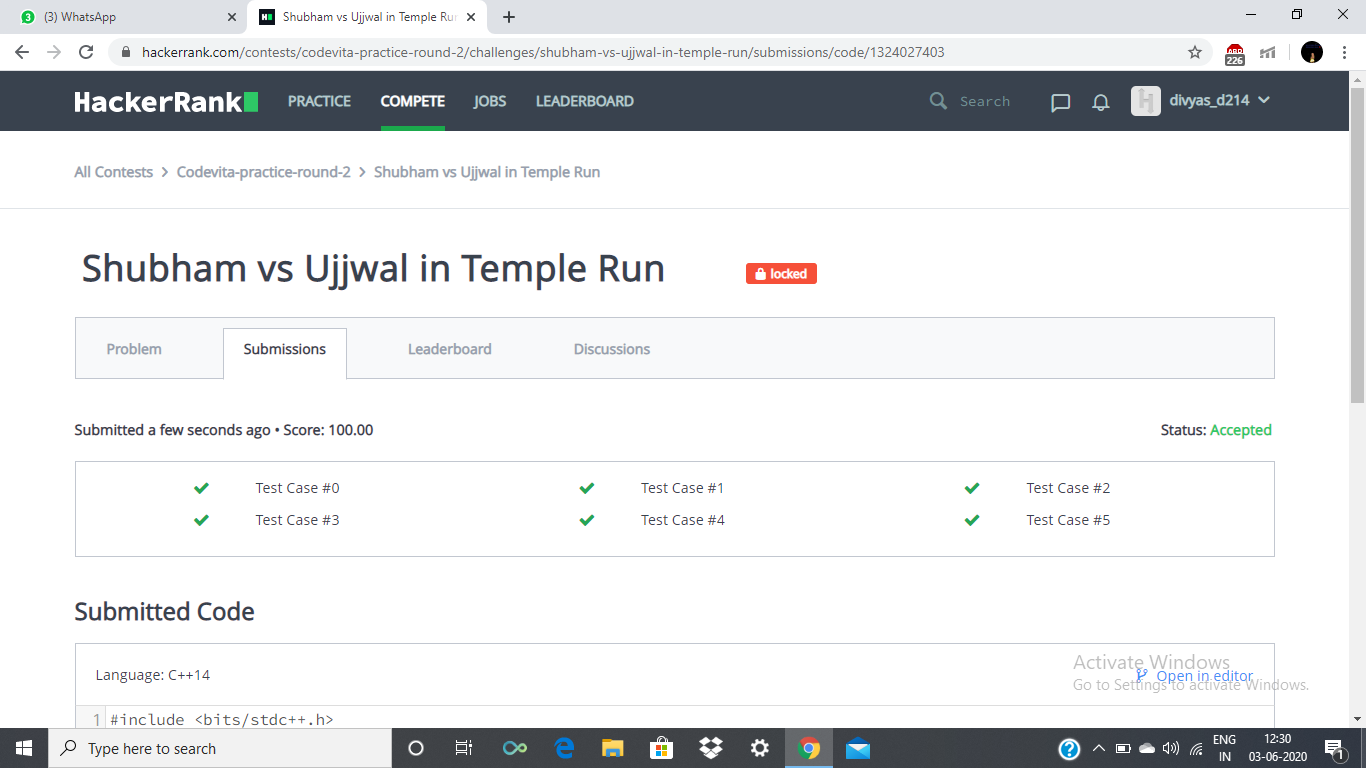 3 (3) WhatsApp
Shubham vs Ujjwal in Temple Run
hackerrank.com/contests/codevita-practice-round-2/challenges/shubham-vs-ujjwal-in-temple-run/submissions/code/1324027403
ABP
226
HackerRank PRACTICE COMPETE JOBS LEADERBOARD Search divyas_d214
All Contests > Codevita-practice-round-2 > Shubham vs Ujjwal in Temple Run
Shubham vs Ujjwal in Temple Run locked
Problem Submissions Leaderboard Discussions
Submitted a few seconds ago • Score: 100.00 Status: Accepted
Test Case #0 Test Case #1 Test Case #2
Test Case #3 Test Case #4 Test Case #5
Submitted Code
Language: C++14 Open in editor
Activate Windows
Go to Settings to activate Windows.
1 #include <bits/stdc++.h>
Type here to search
ENG
IN
12:30
03-06-2020
1